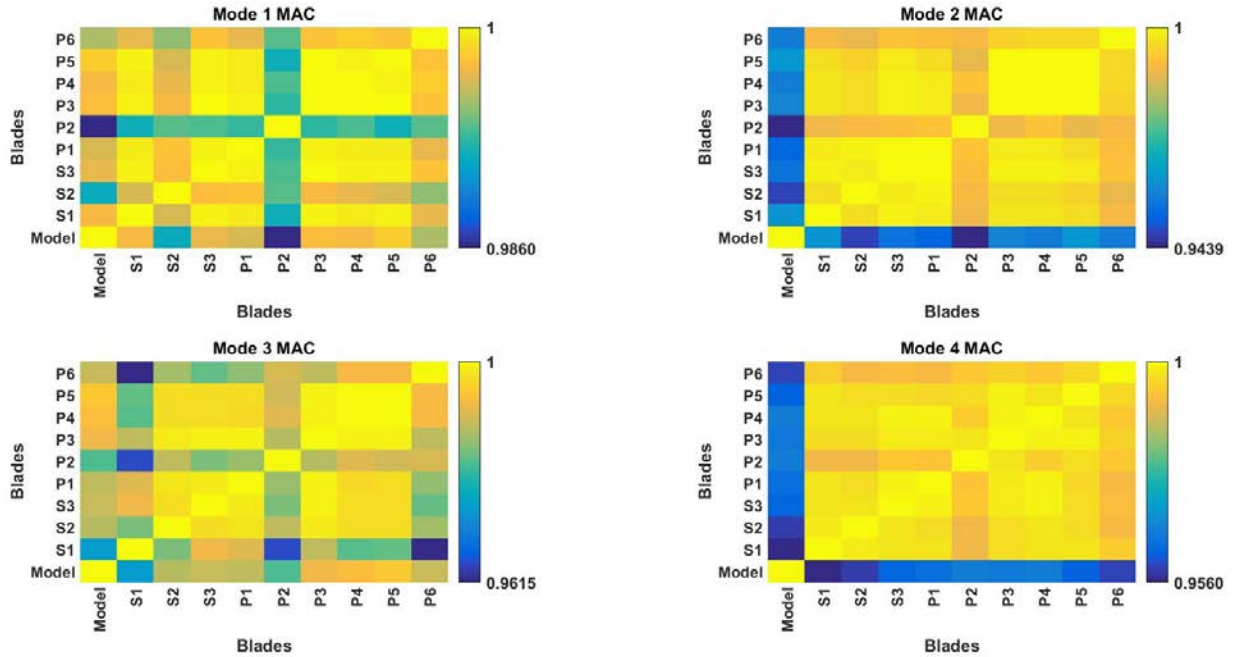 Mode 1 MAC
P6
P5
P4
P3
P2
P1
S3
S2
S1
Model
Blades
1
0.9860
Model S1 S2 S3 P1 P2 P3 P4 P5 P6
Blades
Mode 2 MAC
P6
P5
P4
P3
P2
P1
S3
S2
S1
Model
Blades
1
0.9439
Model S1 S2 S3 P1 P2 P3 P4 P5 P6
Blades
Mode 3 MAC
P6
P5
P4
P3
P2
P1
S3
S2
S1
Model
Blades
1
0.9615
Model S1 S2 S3 P1 P2 P3 P4 P5 P6
Blades
Mode 4 MAC
P6
P5
P4
P3
P2
P1
S3
S2
S1
Model
Blades
1
0.9560
Model S1 S2 S3 P1 P2 P3 P4 P5 P6
Blades